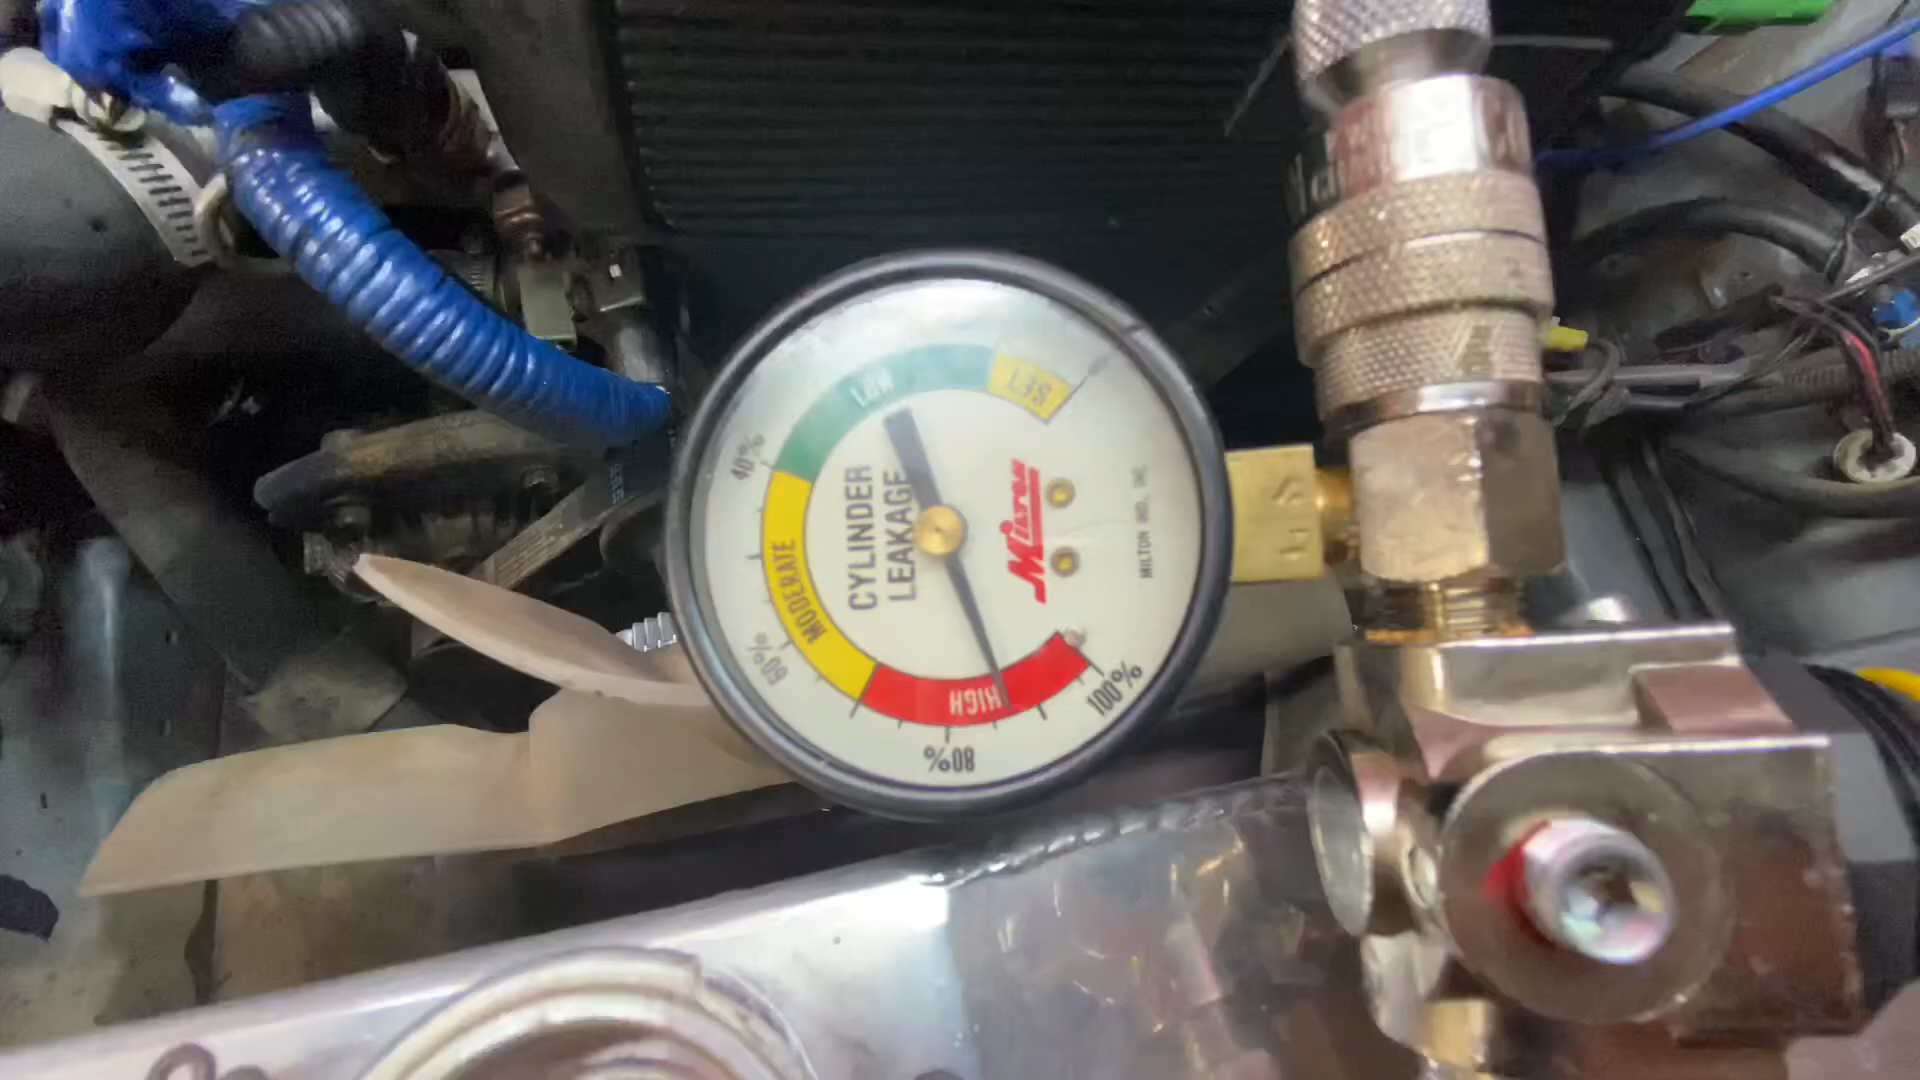 SET
LOW
40%
MODERATE
60%
HIGH
80%
100%
CYLINDER
LEAKAGE
Milton
MILTON IND., INC.